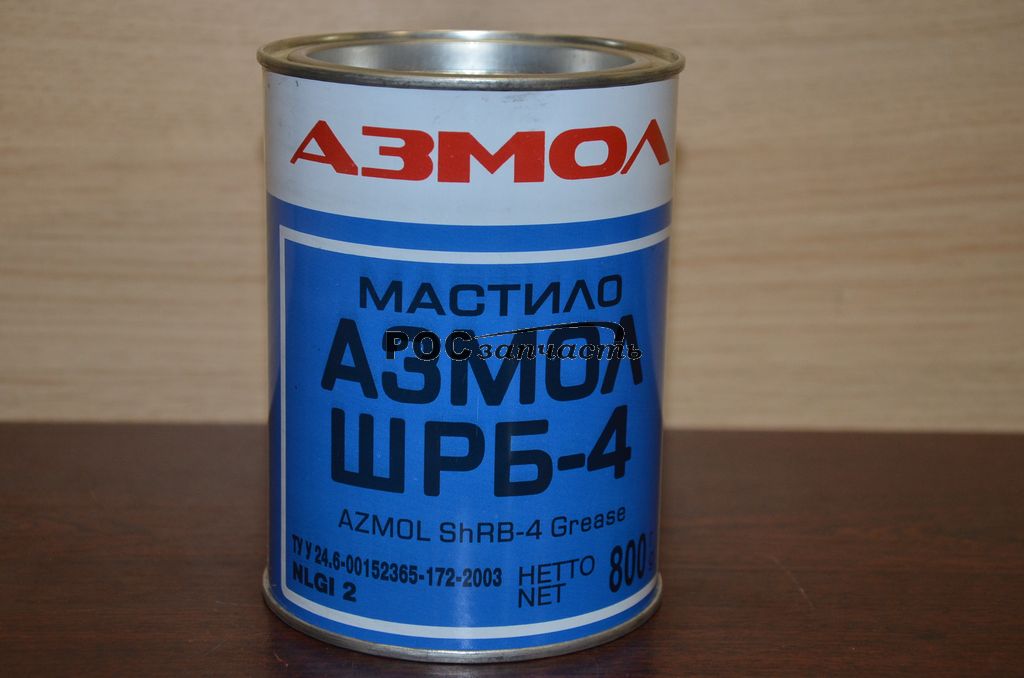 АЗМОЛ
МАСТИЛО
АЗМОЛ
РОСзапчасть
ШРБ-4
AZMOL ShRB-4 Grease
ТУ У 24.6-00152365-172-2003
NLGI 2
НЕТТО 800
NET